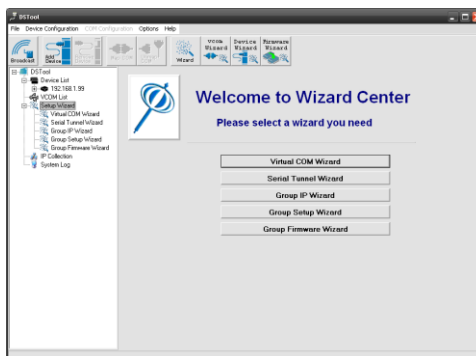 DSTool
File Device Configuration COM Configuration Options Help
Broadcast
Add Device
Wizard
Vcom Wizard
Device Wizard
Firmware Wizard
DSTool
Device List
192.168.1.99
VCOM List
Setup Wizard
Virtual COM Wizard
Serial Tunnel Wizard
Group IP Wizard
Group Setup Wizard
Group Firmware Wizard
IP Collection
System Log
Welcome to Wizard Center
Please select a wizard you need
Virtual COM Wizard
Serial Tunnel Wizard
Group IP Wizard
Group Setup Wizard
Group Firmware Wizard